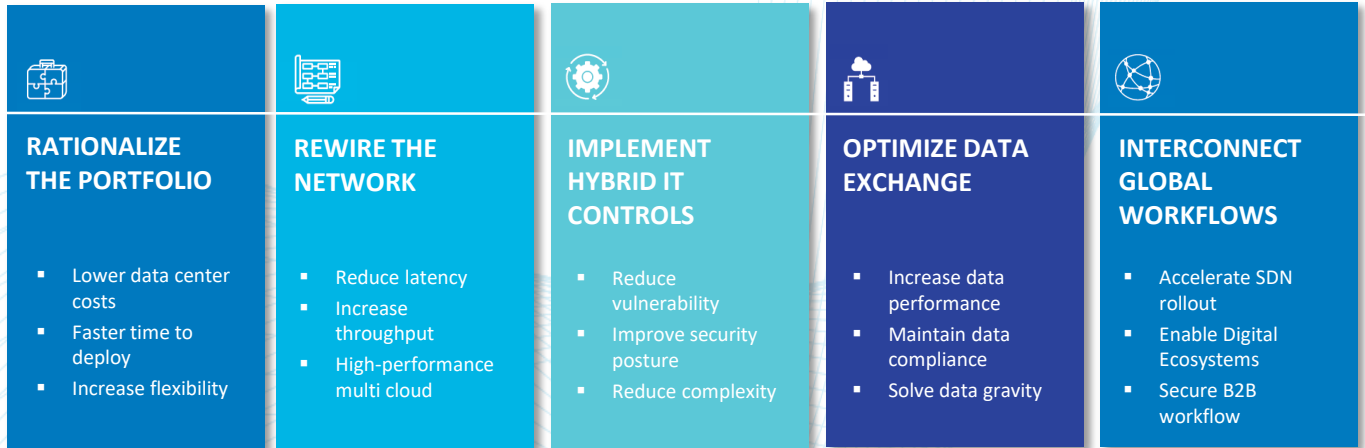 RATIONALIZE
THE PORTFOLIO
▪ Lower data center
costs
▪ Faster time to
deploy
▪ Increase flexibility
REWIRE THE
NETWORK
▪ Reduce latency
▪ Increase
throughput
▪ High-performance
multi cloud
IMPLEMENT
HYBRID IT
CONTROLS
▪ Reduce
vulnerability
▪ Improve security
posture
▪ Reduce complexity
OPTIMIZE DATA
EXCHANGE
▪ Increase data
performance
▪ Maintain data
compliance
▪ Solve data gravity
INTERCONNECT
GLOBAL
WORKFLOWS
▪ Accelerate SDN
rollout
▪ Enable Digital
Ecosystems
▪ Secure B2B
workflow